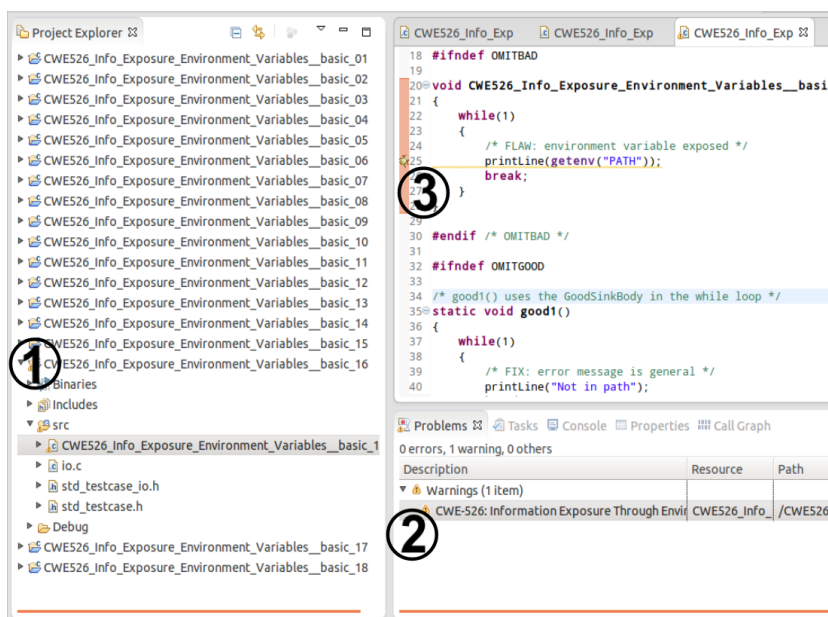 Project Explorer
CWE526_Info_Exposure_Environment_Variables__basic_01
CWE526_Info_Exposure_Environment_Variables__basic_02
CWE526_Info_Exposure_Environment_Variables__basic_03
CWE526_Info_Exposure_Environment_Variables__basic_04
CWE526_Info_Exposure_Environment_Variables__basic_05
CWE526_Info_Exposure_Environment_Variables__basic_06
CWE526_Info_Exposure_Environment_Variables__basic_07
CWE526_Info_Exposure_Environment_Variables__basic_08
CWE526_Info_Exposure_Environment_Variables__basic_09
CWE526_Info_Exposure_Environment_Variables__basic_10
CWE526_Info_Exposure_Environment_Variables__basic_11
CWE526_Info_Exposure_Environment_Variables__basic_12
CWE526_Info_Exposure_Environment_Variables__basic_13
CWE526_Info_Exposure_Environment_Variables__basic_14
CWE526_Info_Exposure_Environment_Variables__basic_15
1
CWE526_Info_Exposure_Environment_Variables__basic_16
Binaries
Includes
src
CWE526_Info_Exposure_Environment_Variables__basic_1
io.c
std_testcase_io.h
std_testcase.h
Debug
CWE526_Info_Exposure_Environment_Variables__basic_17
CWE526_Info_Exposure_Environment_Variables__basic_18
CWE526_Info_Exp CWE526_Info_Exp CWE526_Info_Exp
18 #ifndef OMITBAD
19
20 void CWE526_Info_Exposure_Environment_Variables__basi
21 {
22 while(1)
23 {
24 /* FLAW: environment variable exposed */
25 printLine(getenv("PATH"));
break;
27 }
3
29
30 #endif /* OMITBAD */
31
32 #ifndef OMITGOOD
33
34 /* good1() uses the GoodSinkBody in the while loop */
35 static void good1()
36 {
37 while(1)
38 {
39 /* FIX: error message is general */
40 printLine("Not in path");
Problems Tasks Console Properties Call Graph
0 errors, 1 warning, 0 others
Description Resource Path
Warnings (1 item)
CWE-526: Information Exposure Through Envir CWE526_Info_ /CWE526
2